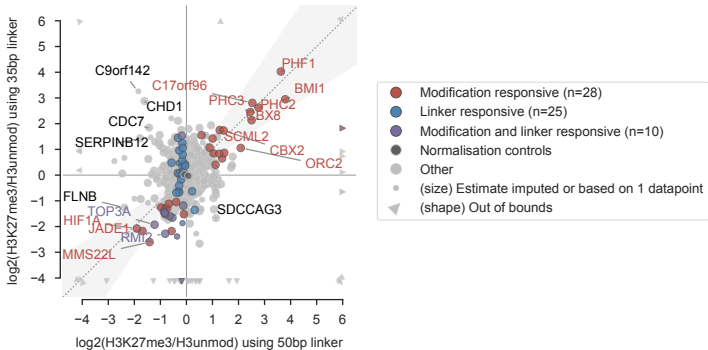 6
5
4
3
2
1
0
−1
−2
−3
−4
log2(H3K27me3/H3unmod) using 35bp linker
PHF1
C9orf142
C17orf96
BMI1
PHC3
PHC2
CHD1
CBX8
CDC7
SCML2
SERPINB12
CBX2
ORC2
FLNB
TOP3A
SDCCAG3
HIF1A
JADE1
RMI2
MMS22L
−4 −3 −2 −1 0 1 2 3 4 5 6
log2(H3K27me3/H3unmod) using 50bp linker
Modification responsive (n=28)
Linker responsive (n=25)
Modification and linker responsive (n=10)
Normalisation controls
Other
(size) Estimate imputed or based on 1 datapoint
(shape) Out of bounds